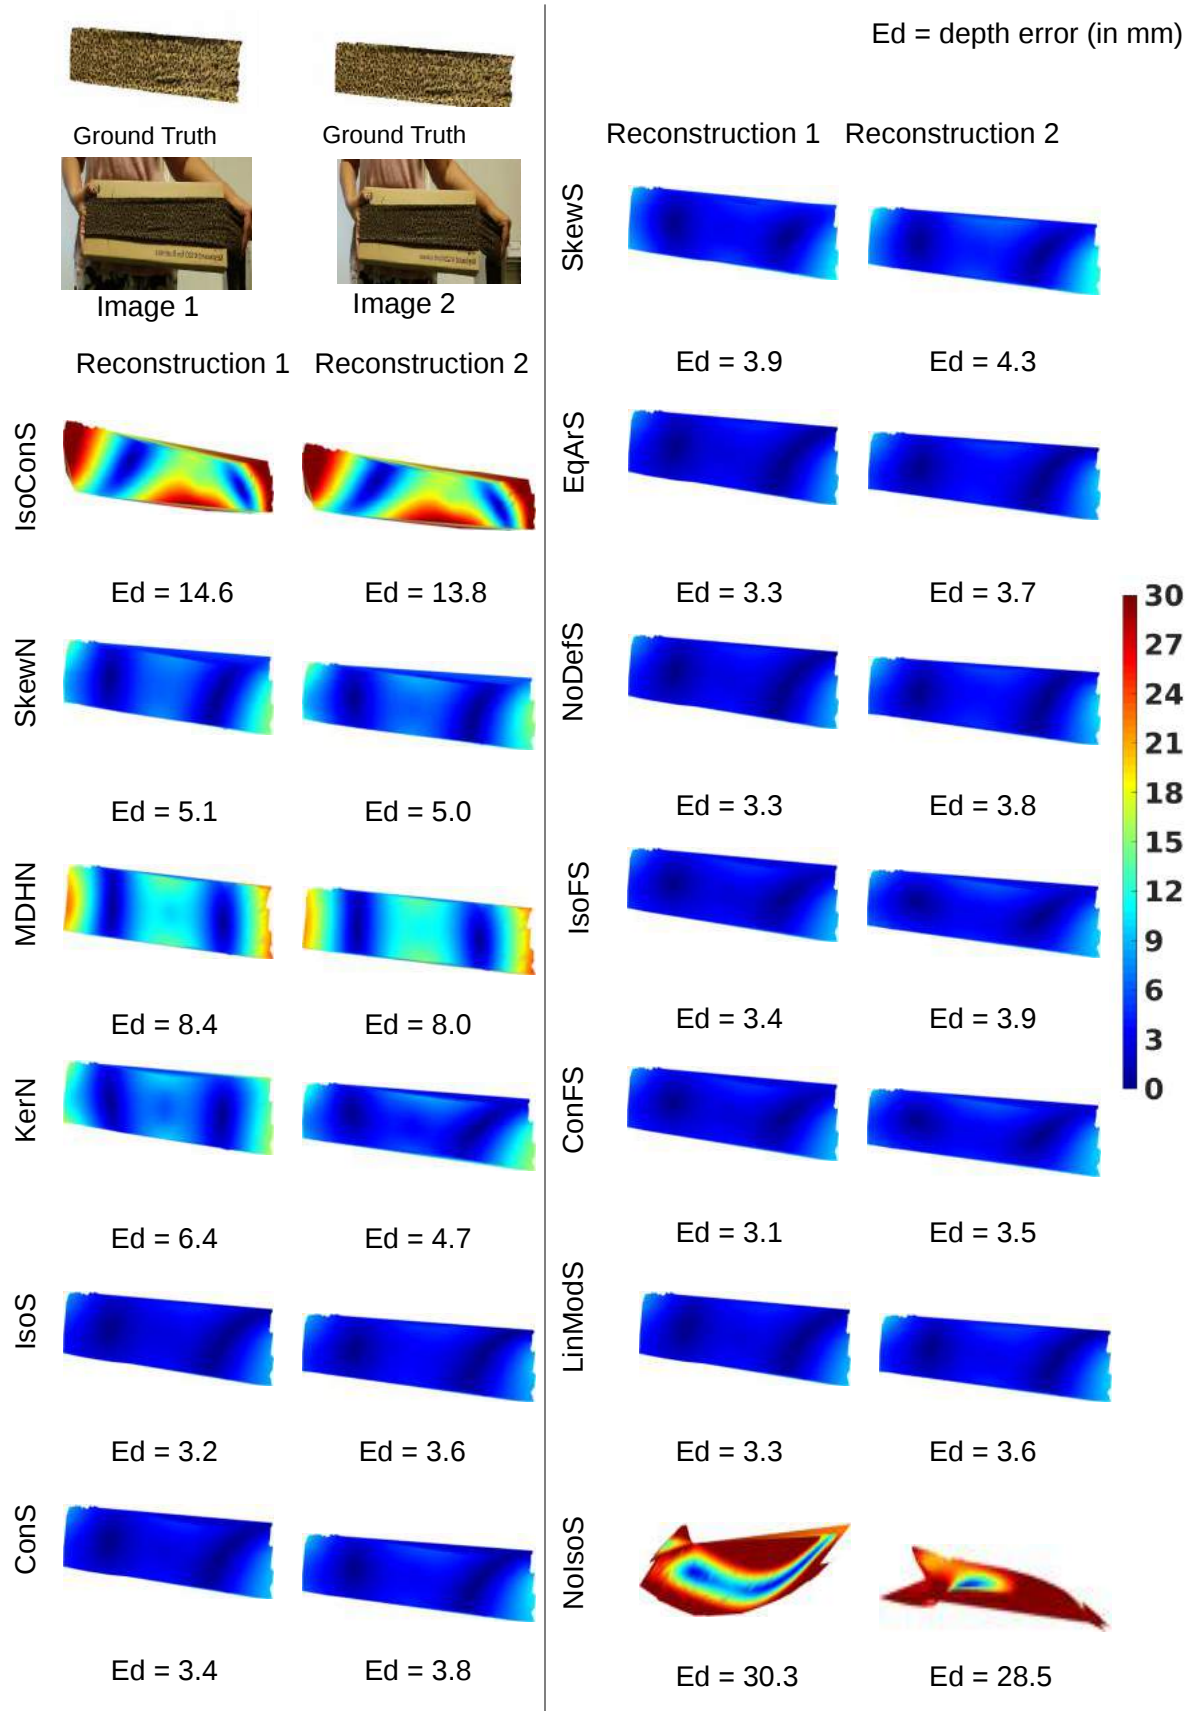 Ground Truth
Ground Truth
Image 1
Image 2
Reconstruction 1
Reconstruction 2
IsoConS
Ed = 14.6
Ed = 13.8
SkewN
Ed = 5.1
Ed = 5.0
MDHN
Ed = 8.4
Ed = 8.0
KerN
Ed = 6.4
Ed = 4.7
IsoS
Ed = 3.2
Ed = 3.6
ConS
Ed = 3.4
Ed = 3.8
Ed = depth error (in mm)
Reconstruction 1
Reconstruction 2
SkewS
Ed = 3.9
Ed = 4.3
EqArS
Ed = 3.3
Ed = 3.7
NoDefS
Ed = 3.3
Ed = 3.8
IsoFS
Ed = 3.4
Ed = 3.9
ConFS
Ed = 3.1
Ed = 3.5
LinModS
Ed = 3.3
Ed = 3.6
NoIsoS
Ed = 30.3
Ed = 28.5
30
27
24
21
18
15
12
9
6
3
0